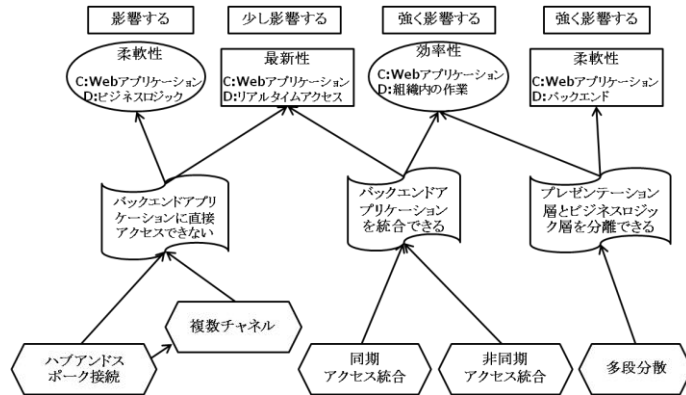 影響する
少し影響する
強く影響する
強く影響する
柔軟性
C:Webアプリケーション
D:ビジネスロジック
最新性
C:Webアプリケーション
D:リアルタイムアクセス
効率性
C:Webアプリケーション
D:組織内の作業
柔軟性
C:Webアプリケーション
D:バックエンド
バックエンドアプリ
ケーションに直接
アクセスできない
バックエンドア
プリケーション
を統合できる
プレゼンテーション
層とビジネスロジッ
ク層を分離できる
複数チャネル
ハブアンドス
ポーク接続
同期
アクセス統合
非同期
アクセス統合
多段分散